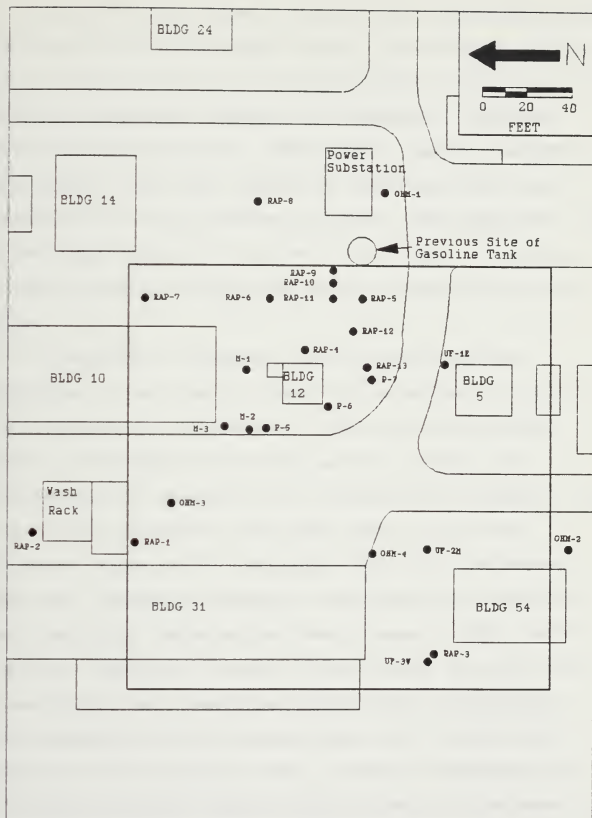 BLDG 24
N
0 20 40
FEET
Power
Substation
BLDG 14
RAP-8
OHM-1
Previous Site of
Gasoline Tank
RAP-9
RAP-10
RAP-7
RAP-6
RAP-11
RAP-5
RAP-12
RAP-4
UF-1E
BLDG 10
M-1
RAP-13
BLDG
12
P-7
BLDG
5
P-6
M-2
M-3
P-5
Wash
Rack
OHM-3
RAP-2
RAP-1
OHM-4
UF-2M
OHM-2
BLDG 31
BLDG 54
RAP-3
UF-3W